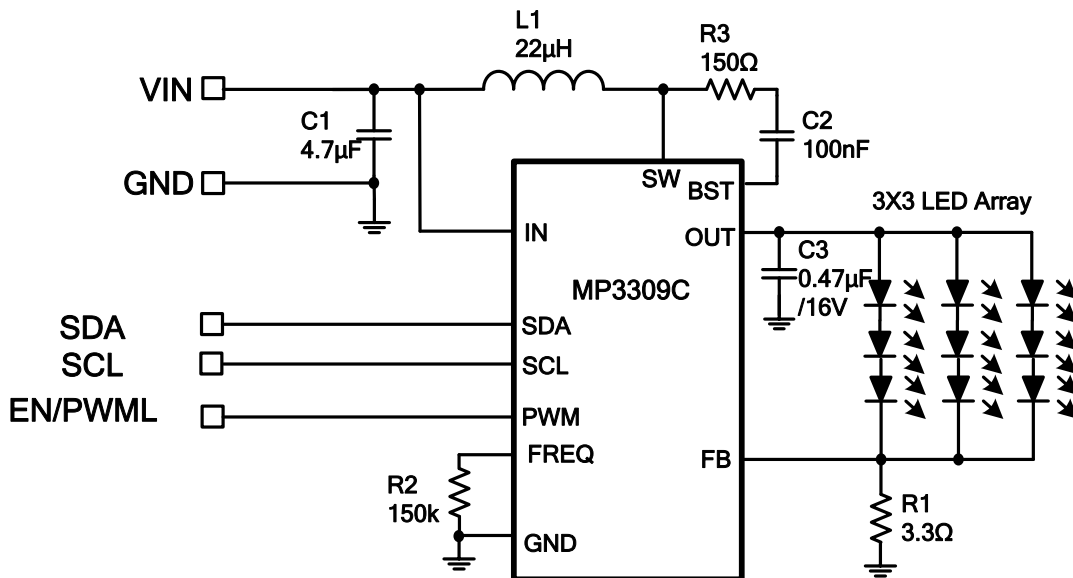 L1
22µH
R3
150Ω
VIN
C1
4.7µF
C2
100nF
GND
SW
BST
3X3 LED Array
IN
OUT
C3
0.47µF
/16V
MP3309C
SDA
SDA
SCL
SCL
EN/PWML
PWM
FREQ
FB
R2
150k
R1
3.3Ω
GND